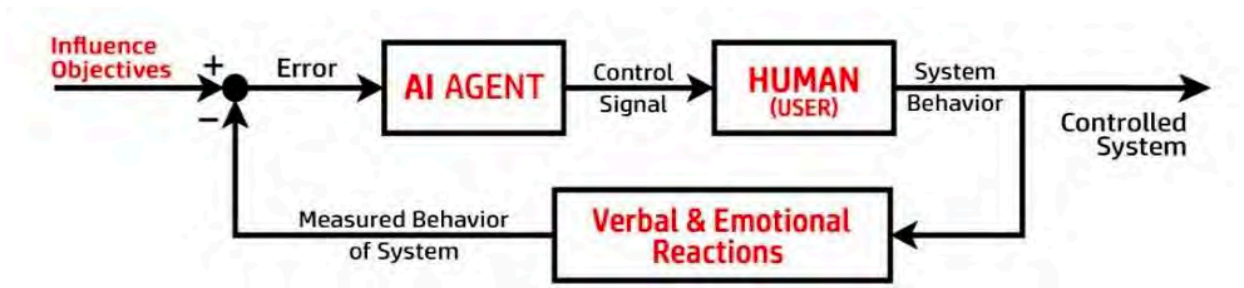 Influence
Objectives
+
−
Error
AI AGENT
Control
Signal
HUMAN
(USER)
System
Behavior
Controlled
System
Measured Behavior
of System
Verbal & Emotional
Reactions